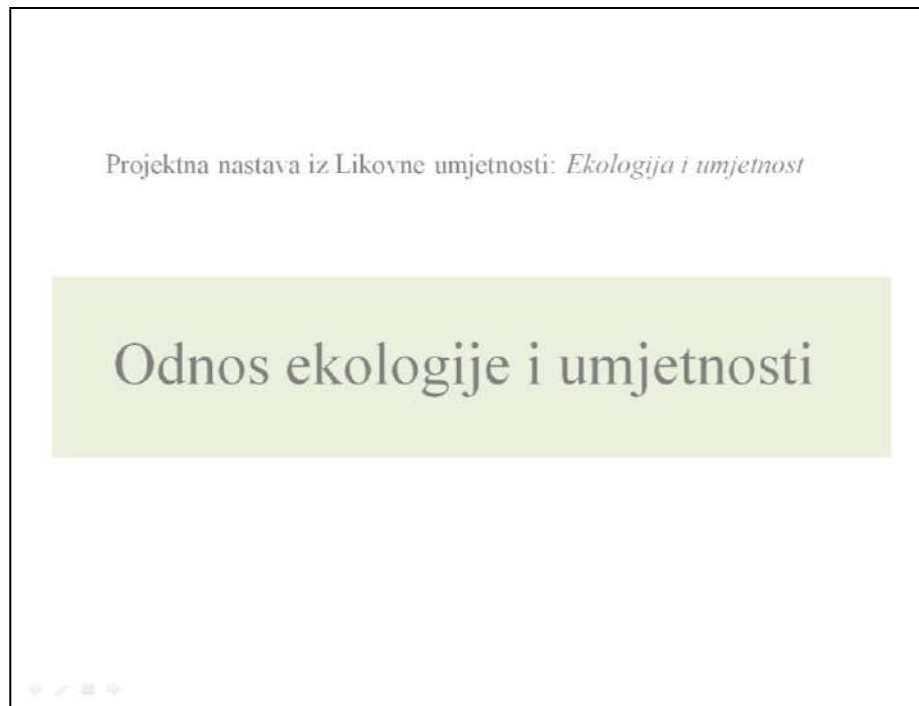 Projektna nastava iz Likovne umjetnosti: Ekologija i umjetnost
Odnos ekologije i umjetnosti